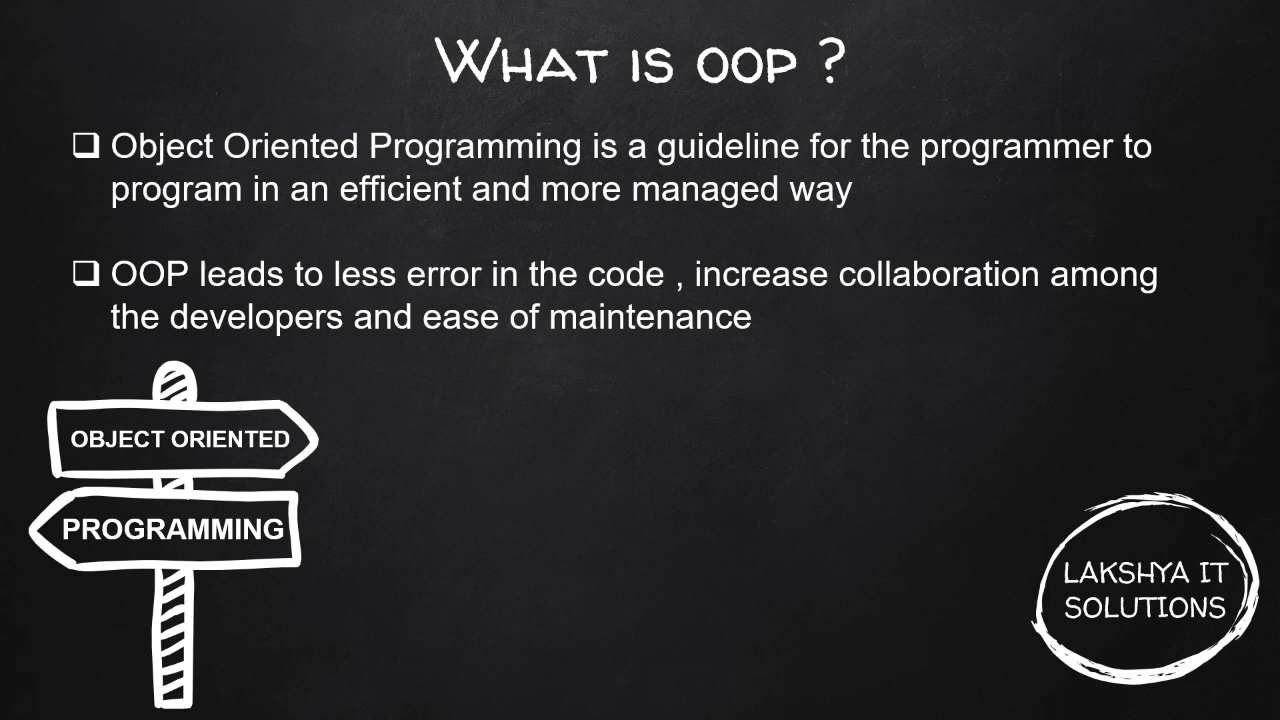 WHAT IS OOP ?
❑ Object Oriented Programming is a guideline for the programmer to
program in an efficient and more managed way
❑ OOP leads to less error in the code , increase collaboration among
the developers and ease of maintenance
OBJECT ORIENTED
PROGRAMMING
LAKSHYA IT
SOLUTIONS